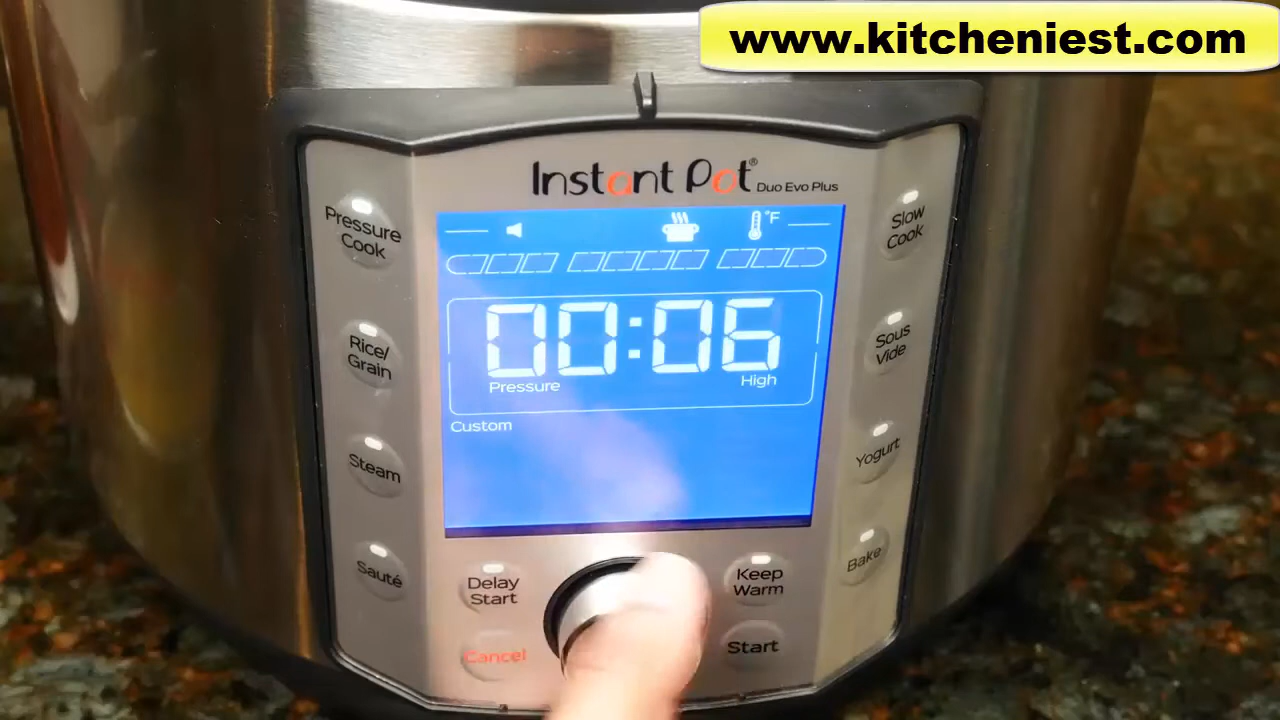 www.kitcheniest.com
Instant Pot® Duo Evo Plus
°F
Pressure
Cook
Slow
Cook
00:06
Pressure High
Custom
Rice/
Grain
Sous
Vide
Steam
Yogurt
Sauté
Bake
Delay
Start
Keep
Warm
Cancel
Start